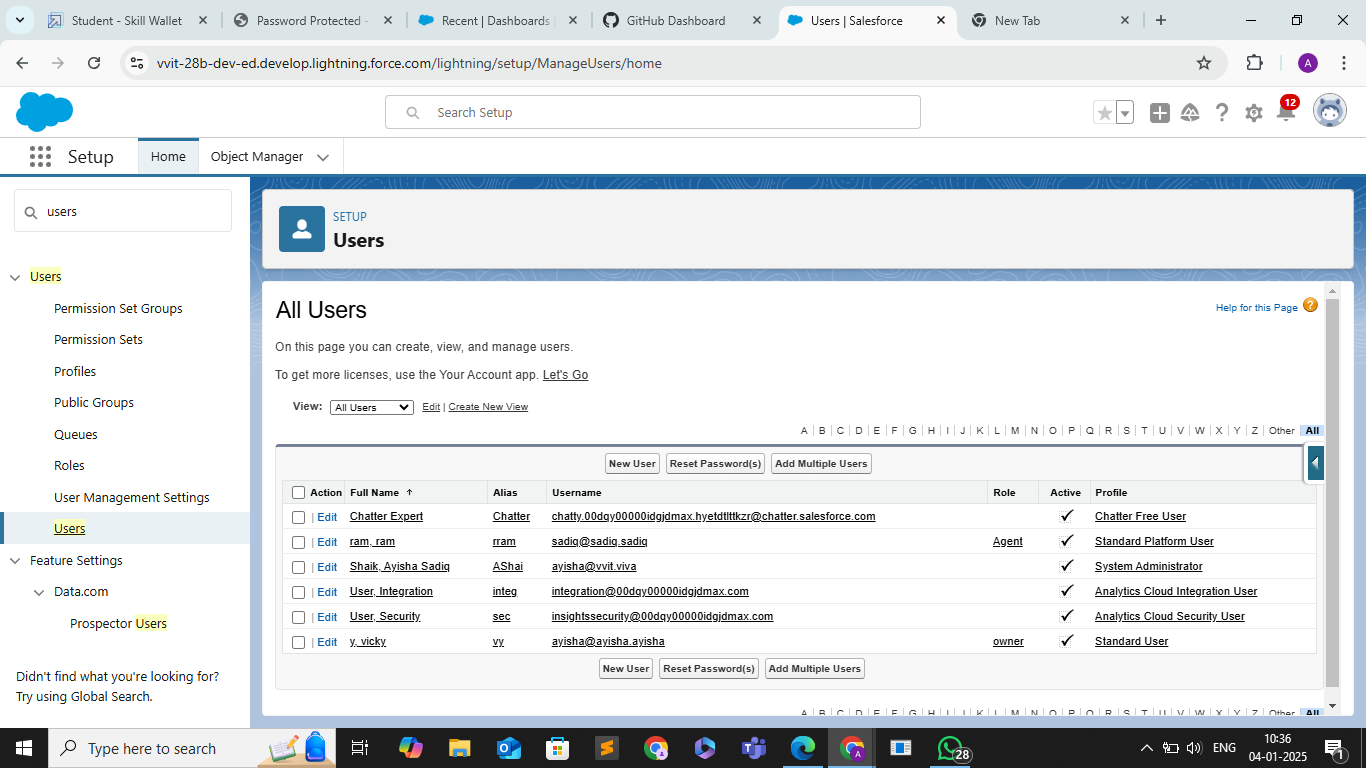 Student - Skill Wallet
Password Protected -
Recent | Dashboards
GitHub Dashboard
Users | Salesforce
New Tab
vvit-28b-dev-ed.develop.lightning.force.com/lightning/setup/ManageUsers/home
A
Search Setup
12
Setup
Home
Object Manager
users
Users
Permission Set Groups
Permission Sets
Profiles
Public Groups
Queues
Roles
User Management Settings
Users
Feature Settings
Data.com
Prospector Users
Didn't find what you're looking for?
Try using Global Search.
SETUP
Users
All Users
Help for this Page ?
On this page you can create, view, and manage users.
To get more licenses, use the Your Account app. Let's Go
View: All Users Edit | Create New View
A | B | C | D | E | F | G | H | I | J | K | L | M | N | O | P | Q | R | S | T | U | V | W | X | Y | Z | Other | All
New User Reset Password(s) Add Multiple Users
Action Full Name ↑ Alias Username Role Active Profile
| Edit Chatter Expert Chatter chatty.00dqy00000idgjdmax.hyetdtlttkzr@chatter.salesforce.com Chatter Free User
| Edit ram, ram rram sadiq@sadiq.sadiq Agent Standard Platform User
| Edit Shaik, Ayisha Sadiq AShai ayisha@vvit.viva System Administrator
| Edit User, Integration integ integration@00dqy00000idgjdmax.com Analytics Cloud Integration User
| Edit User, Security sec insightssecurity@00dqy00000idgjdmax.com Analytics Cloud Security User
| Edit y, vicky vy ayisha@ayisha.ayisha owner Standard User
New User Reset Password(s) Add Multiple Users
A | B | C | D | E | F | G | H | I | J | K | L | M | N | O | P | Q | R | S | T | U | V | W | X | Y | Z | Other | All
Type here to search
A
28
ENG
10:36
04-01-2025
1